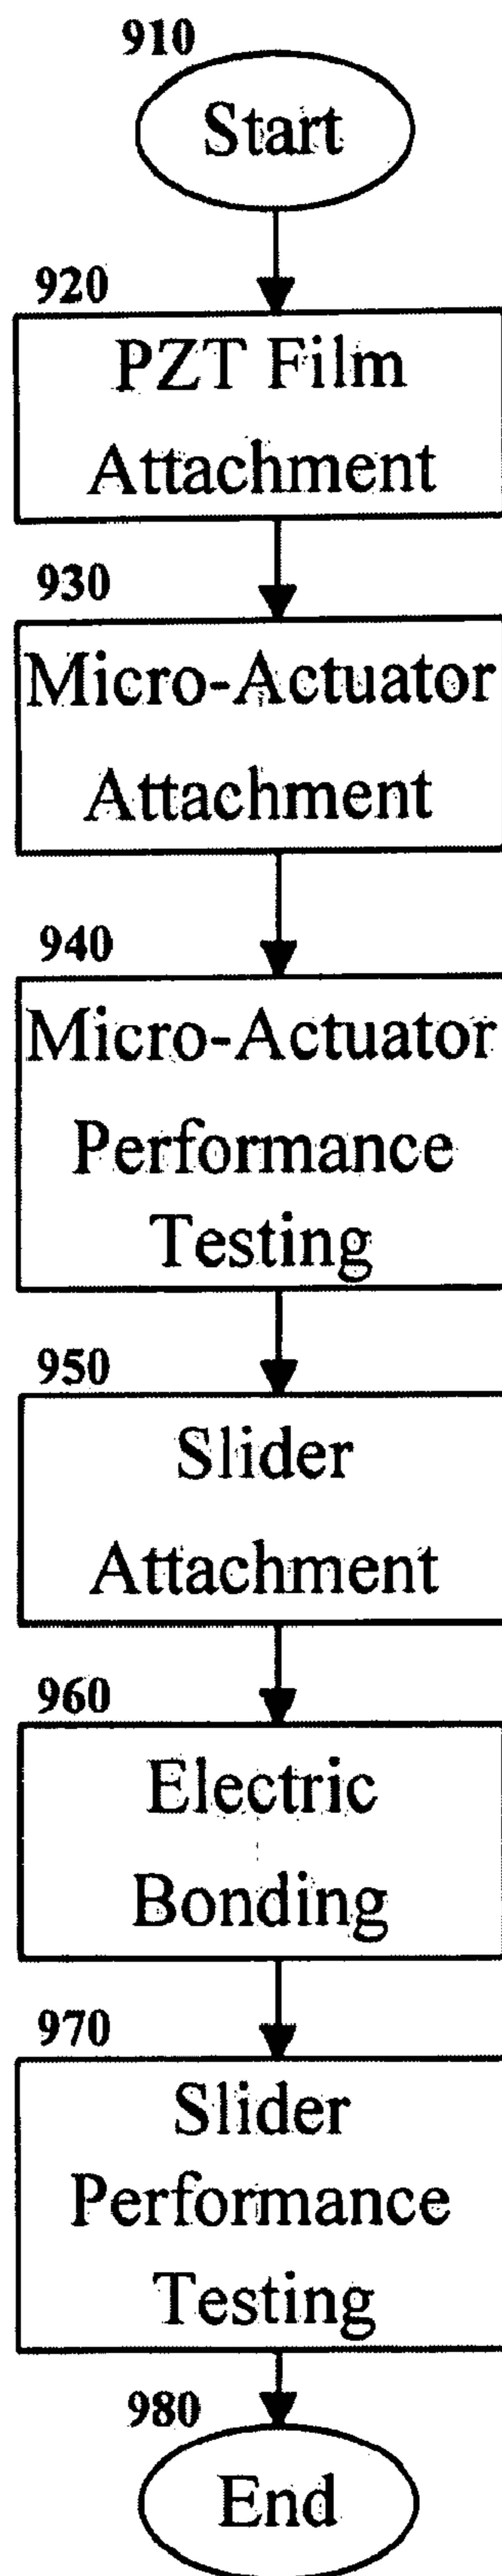 910
Start
920
PZT Film
Attachment
930
Micro-Actuator
Attachment
940
Micro-Actuator
Performance
Testing
950
Slider
Attachment
960
Electric
Bonding
970
Slider
Performance
Testing
980
End